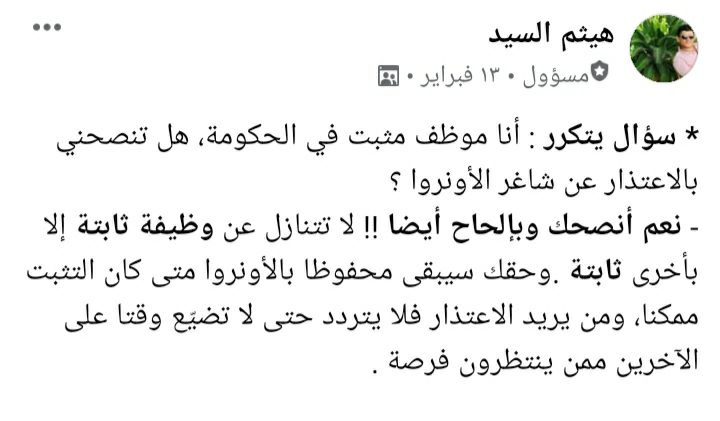 هيثم السيد
مسؤول • ١٣ فبراير •
* سؤال يتكرر : أنا موظف مثبت في الحكومة، هل تنصحني
بالاعتذار عن شاغر الأونروا ؟
- نعم أنصحك وبإلحاح أيضا !! لا تتنازل عن وظيفة ثابتة إلا
بأخرى ثابتة .وحقك سيبقى محفوظا بالأونروا متى كان التثبت
ممكنا، ومن يريد الاعتذار فلا يتردد حتى لا تضيّع وقتا على
الآخرين ممن ينتظرون فرصة .